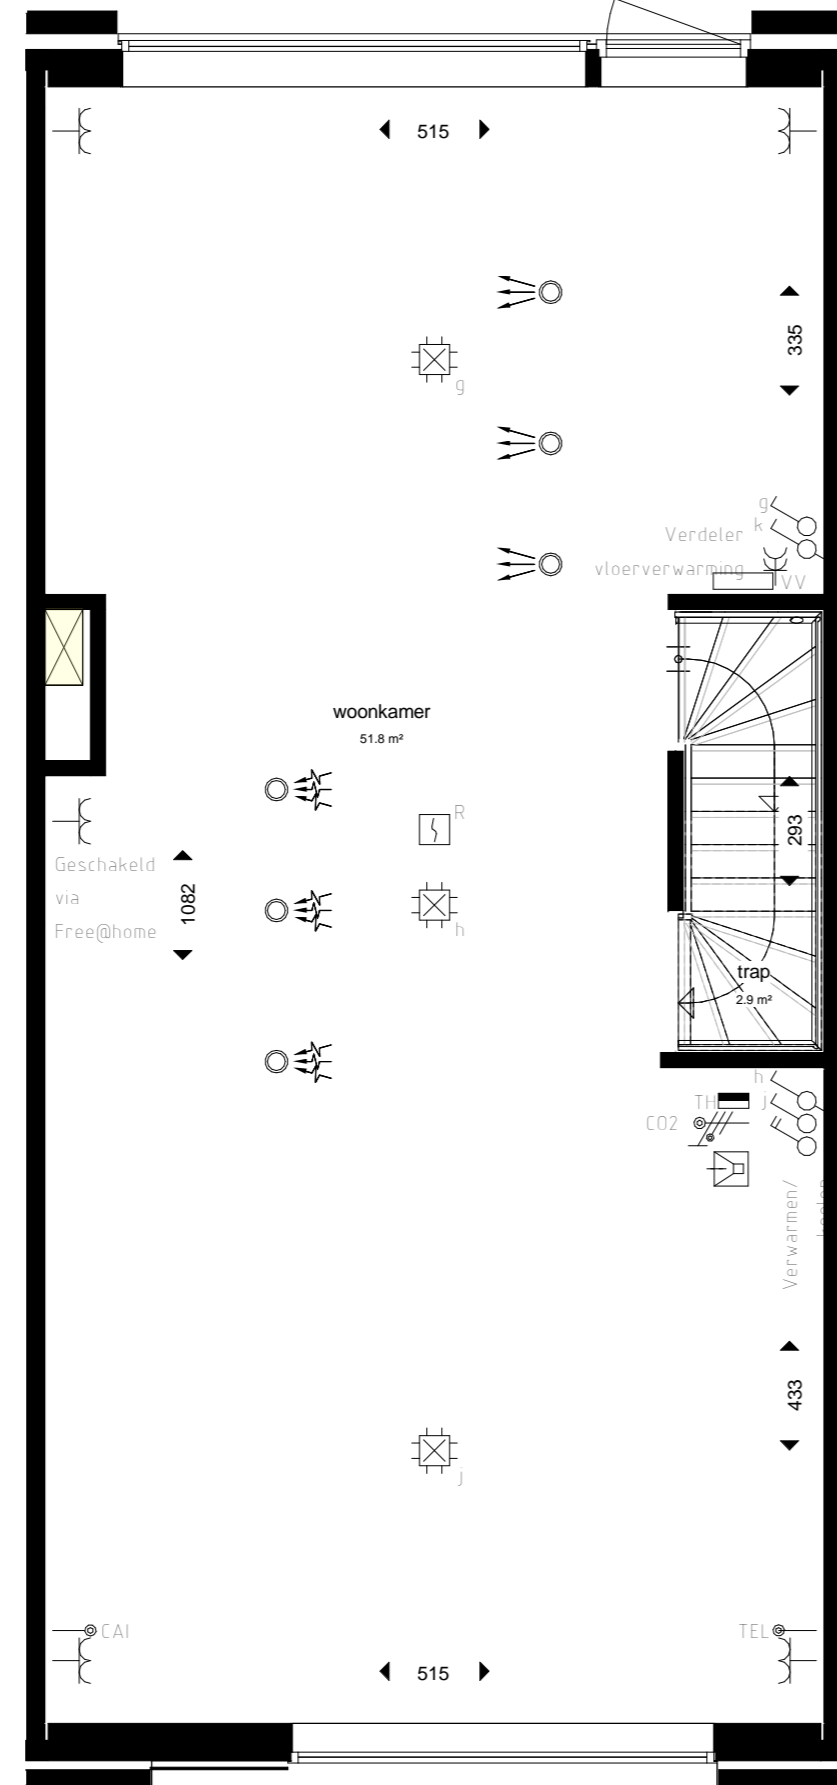 515
335
g
g
k
Verdeler
vloerverwarming
VV
woonkamer
51.8 m²
R
293
Geschakeld
via
Free@home
1082
h
trap
2.9 m²
h
TH
j
CO2
Verwarmen/
433
j
CAI
TEL
515